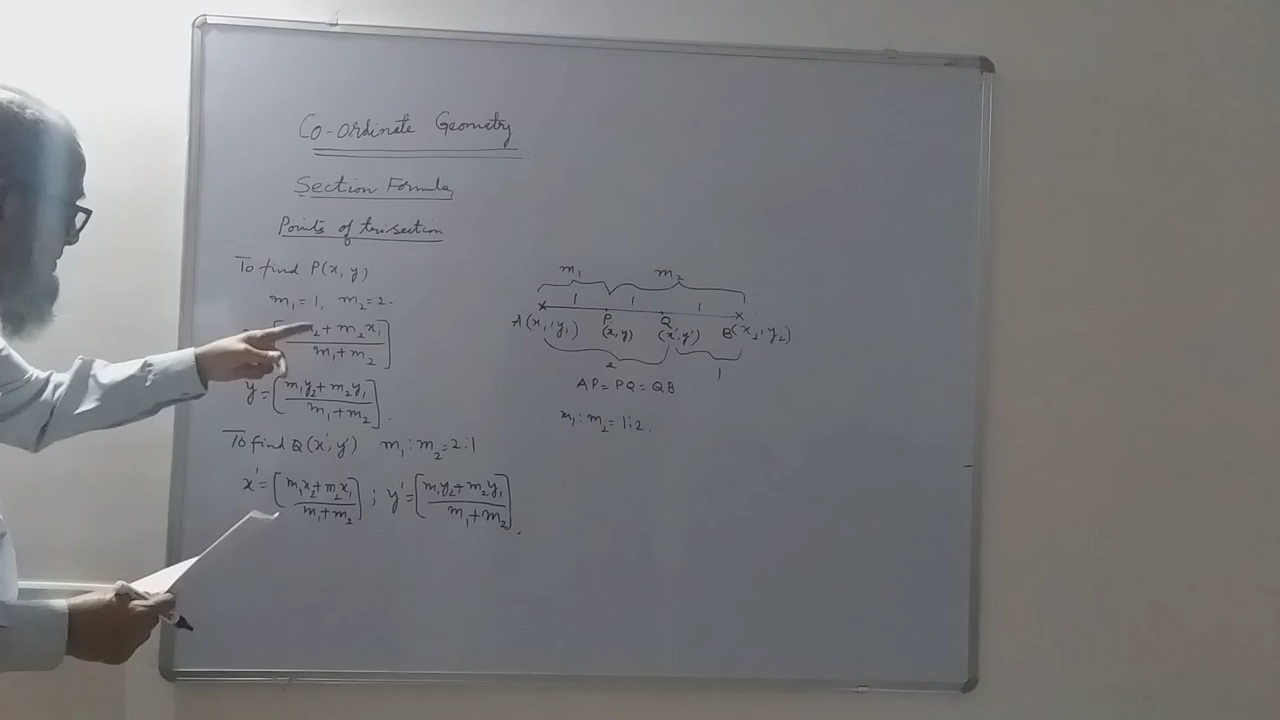 Co-ordinate Geometry
Section Formula
Points of trisection
To find P(x, y)
m₁ = 1, m₂ = 2.
x₂ + m₂x₁
m₁ + m₂
y = [m₁y₂ + m₂y₁
m₁ + m₂].
To find Q(x', y') m₁ : m₂ = 2 : 1
x' = [m₁x₂ + m₂x₁ ; y' = [m₁y₂ + m₂y₁
m₁ + m₂] m₁ + m₂].
m₁ m₂
1 1 1
A(x₁, y₁) P Q B(x₂, y₂)
(x, y) (x', y')
2 1
AP = PQ = QB
m₁ : m₂ = 1:2.